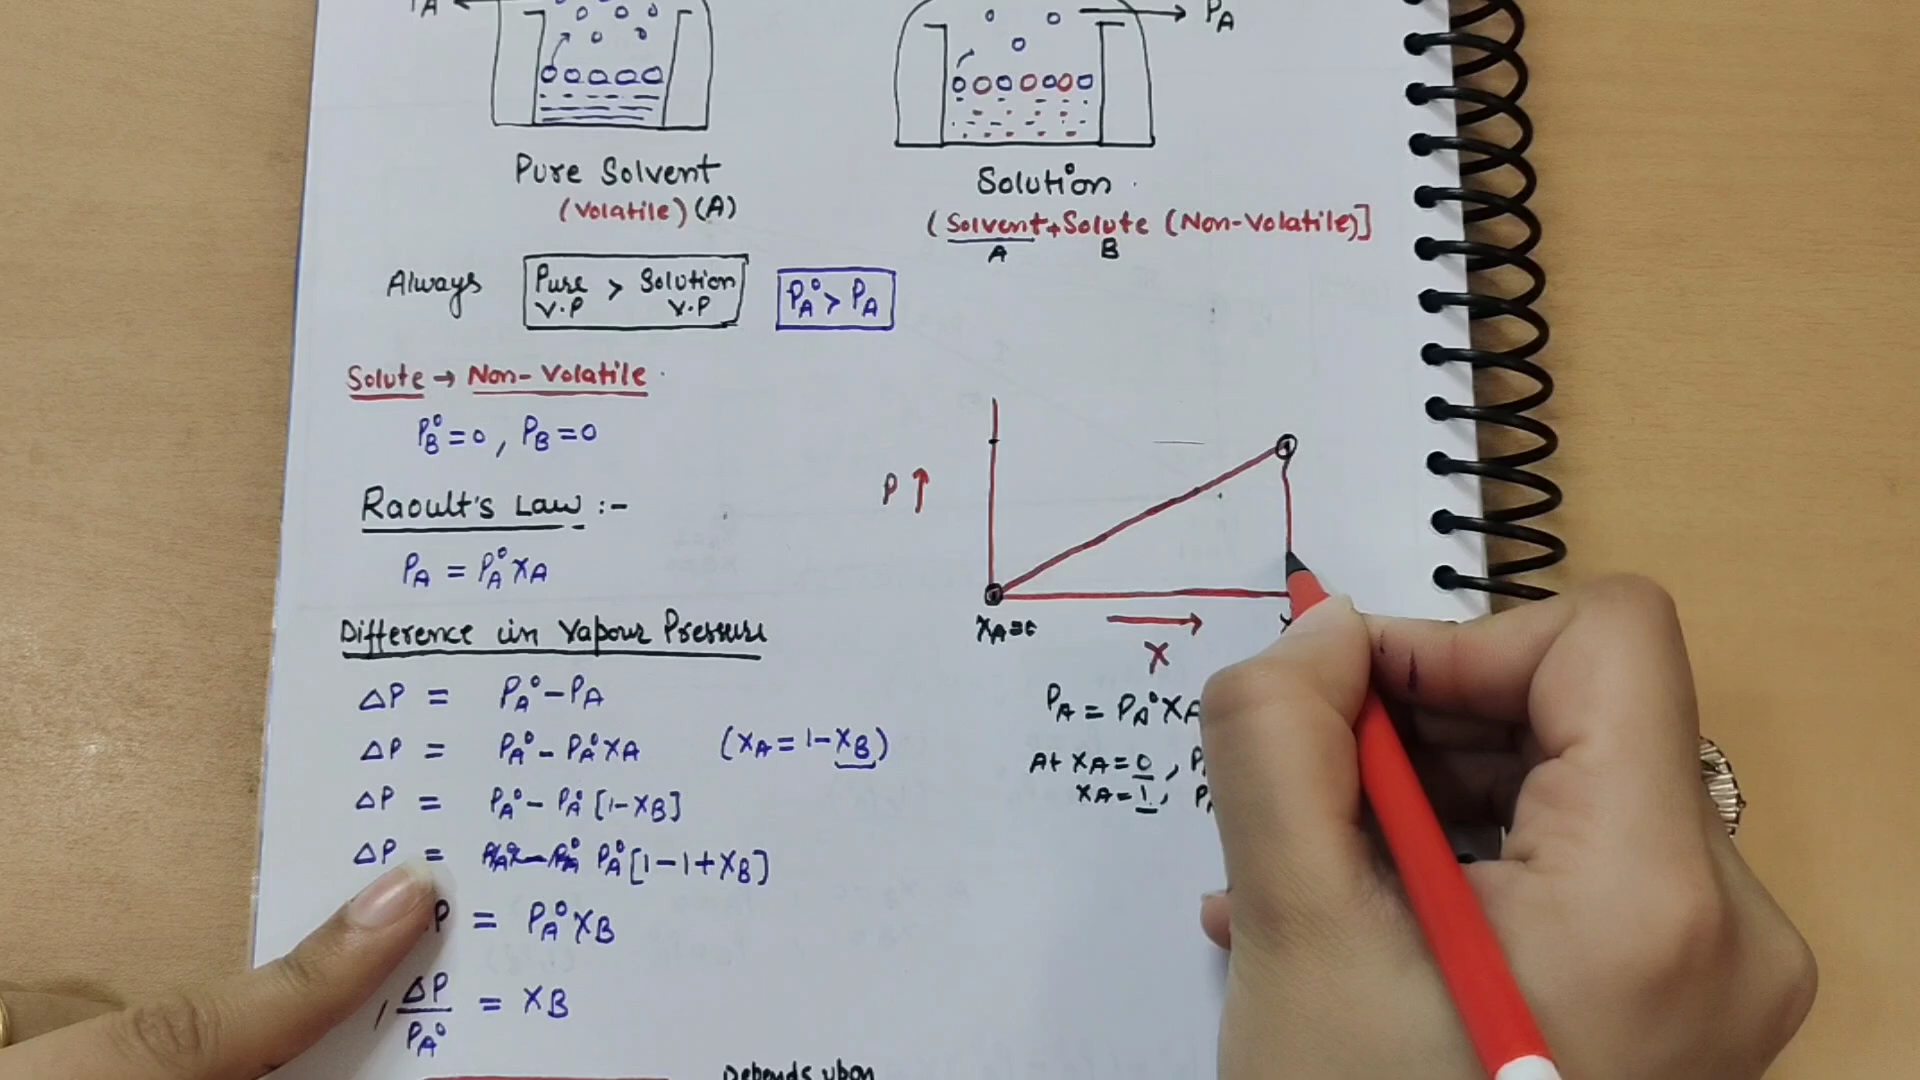 PA
PA
Pure Solvent
(Volatile) (A)
Solution
(Solvent + Solute (Non-Volatile)]
A B
Always
Pure V.P > Solution V.P
PA° > PA
Solute → Non-Volatile
PB° = 0, PB = 0
Raoult's Law :-
PA = PA° XA
P ↑
XA=0
→
X
PA = PA° XA
At XA = 0,
XA = 1,
Difference in Vapour Pressure
ΔP = PA° - PA
ΔP = PA° - PA° XA (XA = 1 - XB)
ΔP = PA° - PA° [1 - XB]
ΔP = PA° [1 - 1 + XB]
P = PA° XB
ΔP / PA° = XB
Depends upon